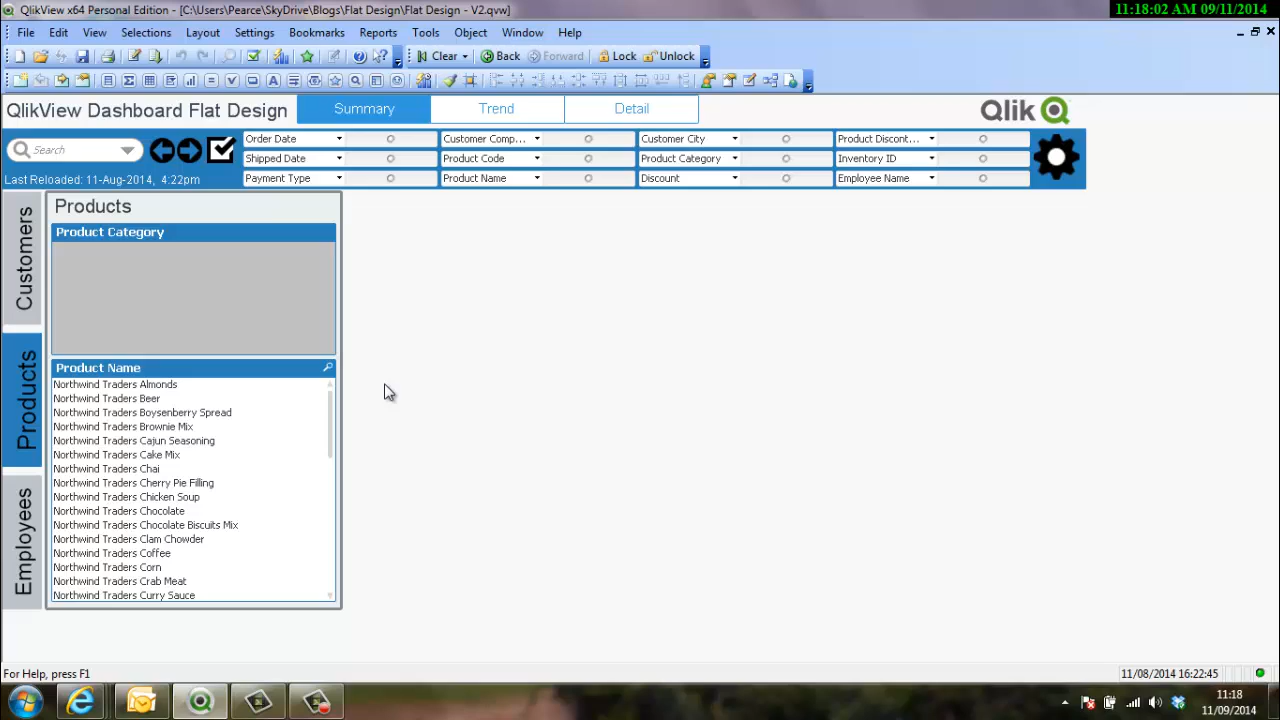 QlikView x64 Personal Edition - [C:\Users\Pearce\SkyDrive\Blogs\Flat Design\Flat Design - V2.qvw]
11:18:02 AM 09/11/2014
File Edit View Selections Layout Settings Bookmarks Reports Tools Object Window Help
Clear Back Forward Lock Unlock
QlikView Dashboard Flat Design Summary Trend Detail Qlik
Search
Order Date Customer Comp... Customer City Product Discont...
Shipped Date Product Code Product Category Inventory ID
Payment Type Product Name Discount Employee Name
Last Reloaded: 11-Aug-2014, 4:22pm
Customers
Products
Employees
Products
Product Category
Product Name
Northwind Traders Almonds
Northwind Traders Beer
Northwind Traders Boysenberry Spread
Northwind Traders Brownie Mix
Northwind Traders Cajun Seasoning
Northwind Traders Cake Mix
Northwind Traders Chai
Northwind Traders Cherry Pie Filling
Northwind Traders Chicken Soup
Northwind Traders Chocolate
Northwind Traders Chocolate Biscuits Mix
Northwind Traders Clam Chowder
Northwind Traders Coffee
Northwind Traders Corn
Northwind Traders Crab Meat
Northwind Traders Curry Sauce
For Help, press F1
11/08/2014 16:22:45
11:18
11/09/2014